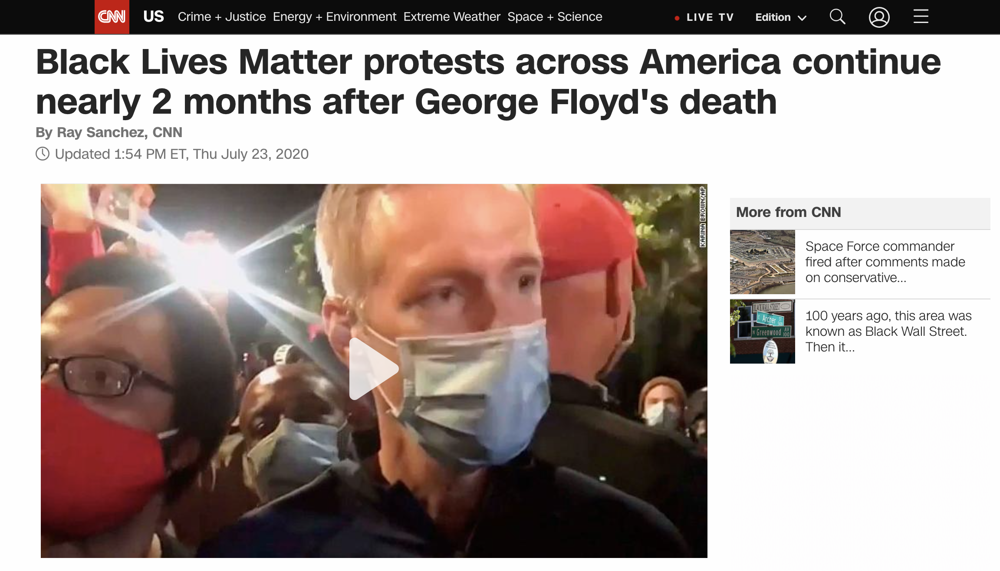 CNN US Crime + Justice Energy + Environment Extreme Weather Space + Science LIVE TV Edition
Black Lives Matter protests across America continue
nearly 2 months after George Floyd's death
By Ray Sanchez, CNN
Updated 1:54 PM ET, Thu July 23, 2020
KARINA BROWN/AP
More from CNN
Space Force commander
fired after comments made
on conservative...
BLACK WALL STREET
E Archer ST
500
N Greenwood AV
100
100 years ago, this area was
known as Black Wall Street.
Then it...